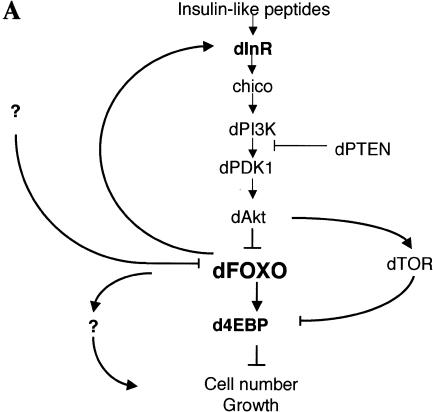 A
Insulin-like peptides
dInR
chico
?
dPI3K
dPTEN
dPDK1
dAkt
dTOR
dFOXO
?
d4EBP
Cell number
Growth